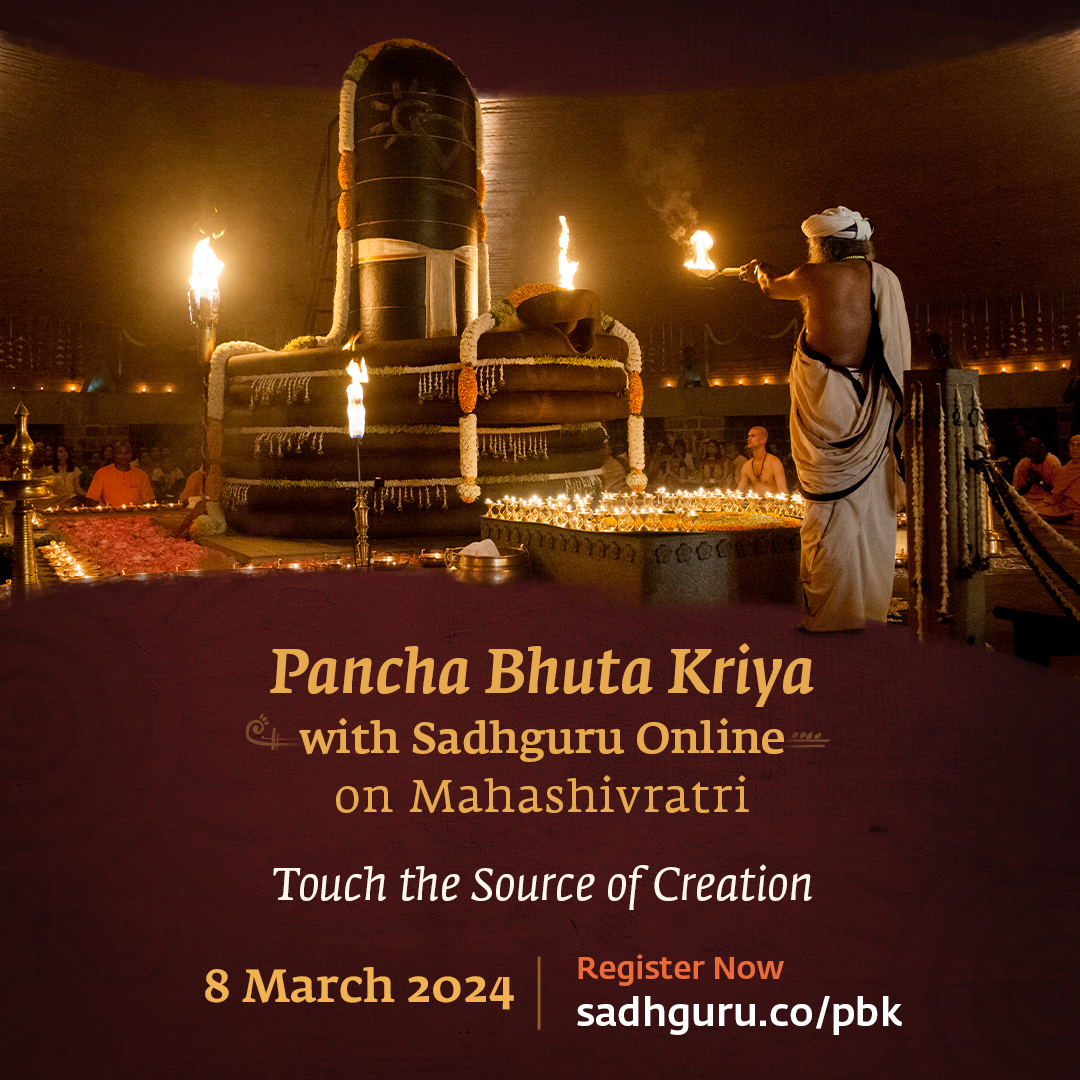 Pancha Bhuta Kriya
with Sadhguru Online
on Mahashivratri
Touch the Source of Creation
8 March 2024
Register Now
sadhguru.co/pbk